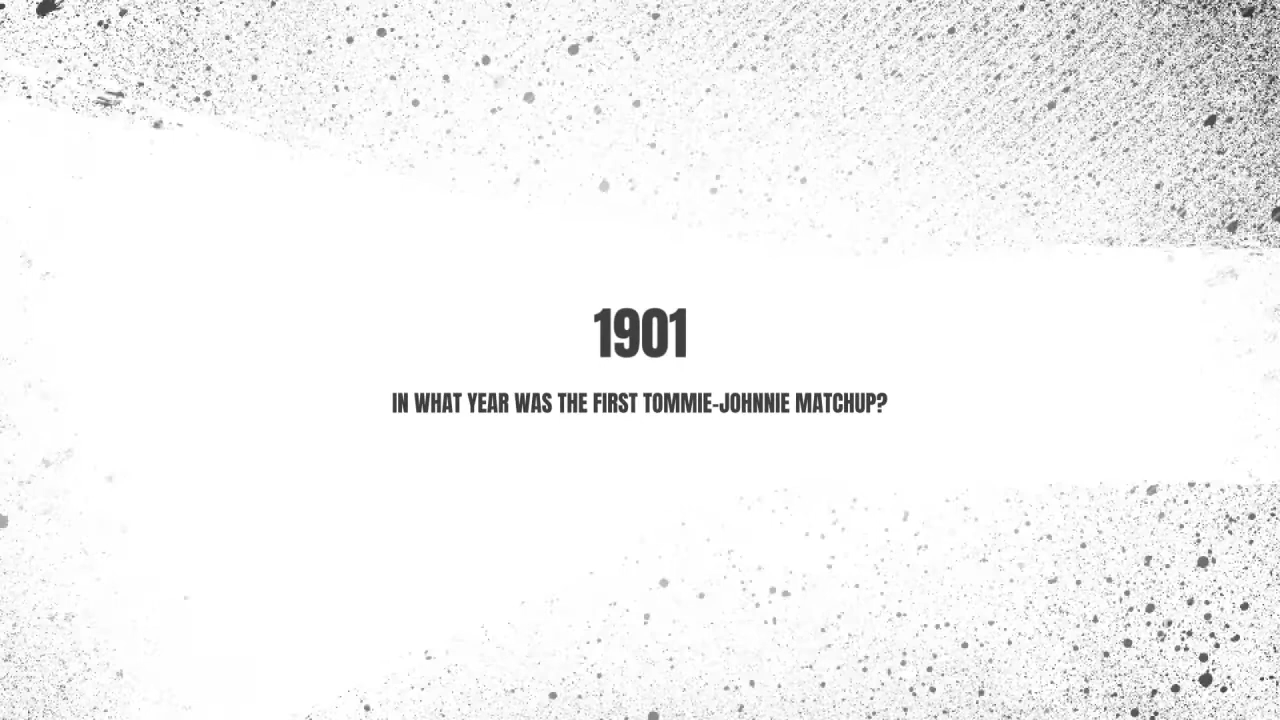 1901
IN WHAT YEAR WAS THE FIRST TOMMIE-JOHNNIE MATCHUP?